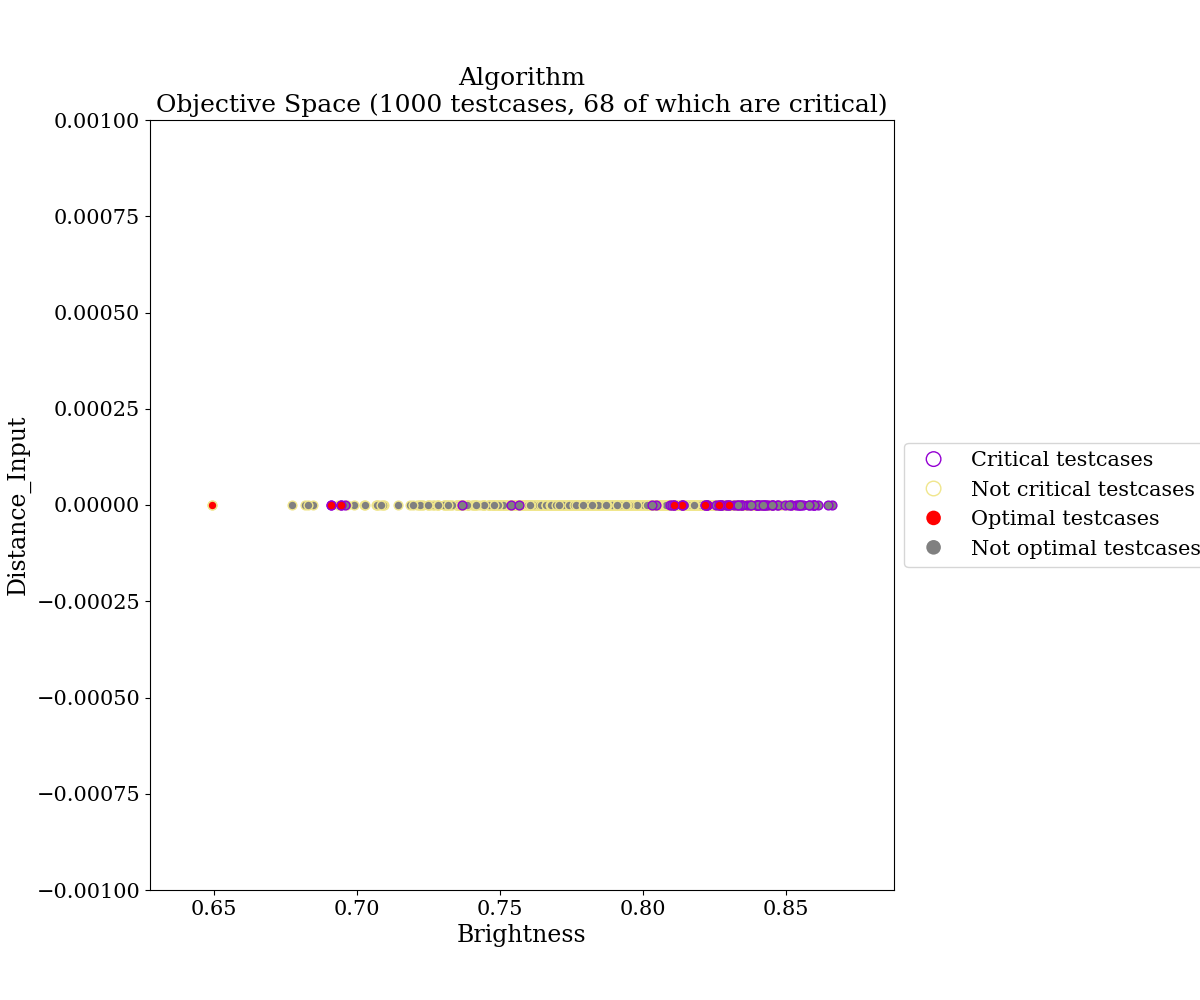 Algorithm
Objective Space (1000 testcases, 68 of which are critical)
0.00100
0.00075
0.00050
0.00025
0.00000
−0.00025
−0.00050
−0.00075
−0.00100
Distance_Input
0.65 0.70 0.75 0.80 0.85
Brightness
Critical testcases
Not critical testcases
Optimal testcases
Not optimal testcases